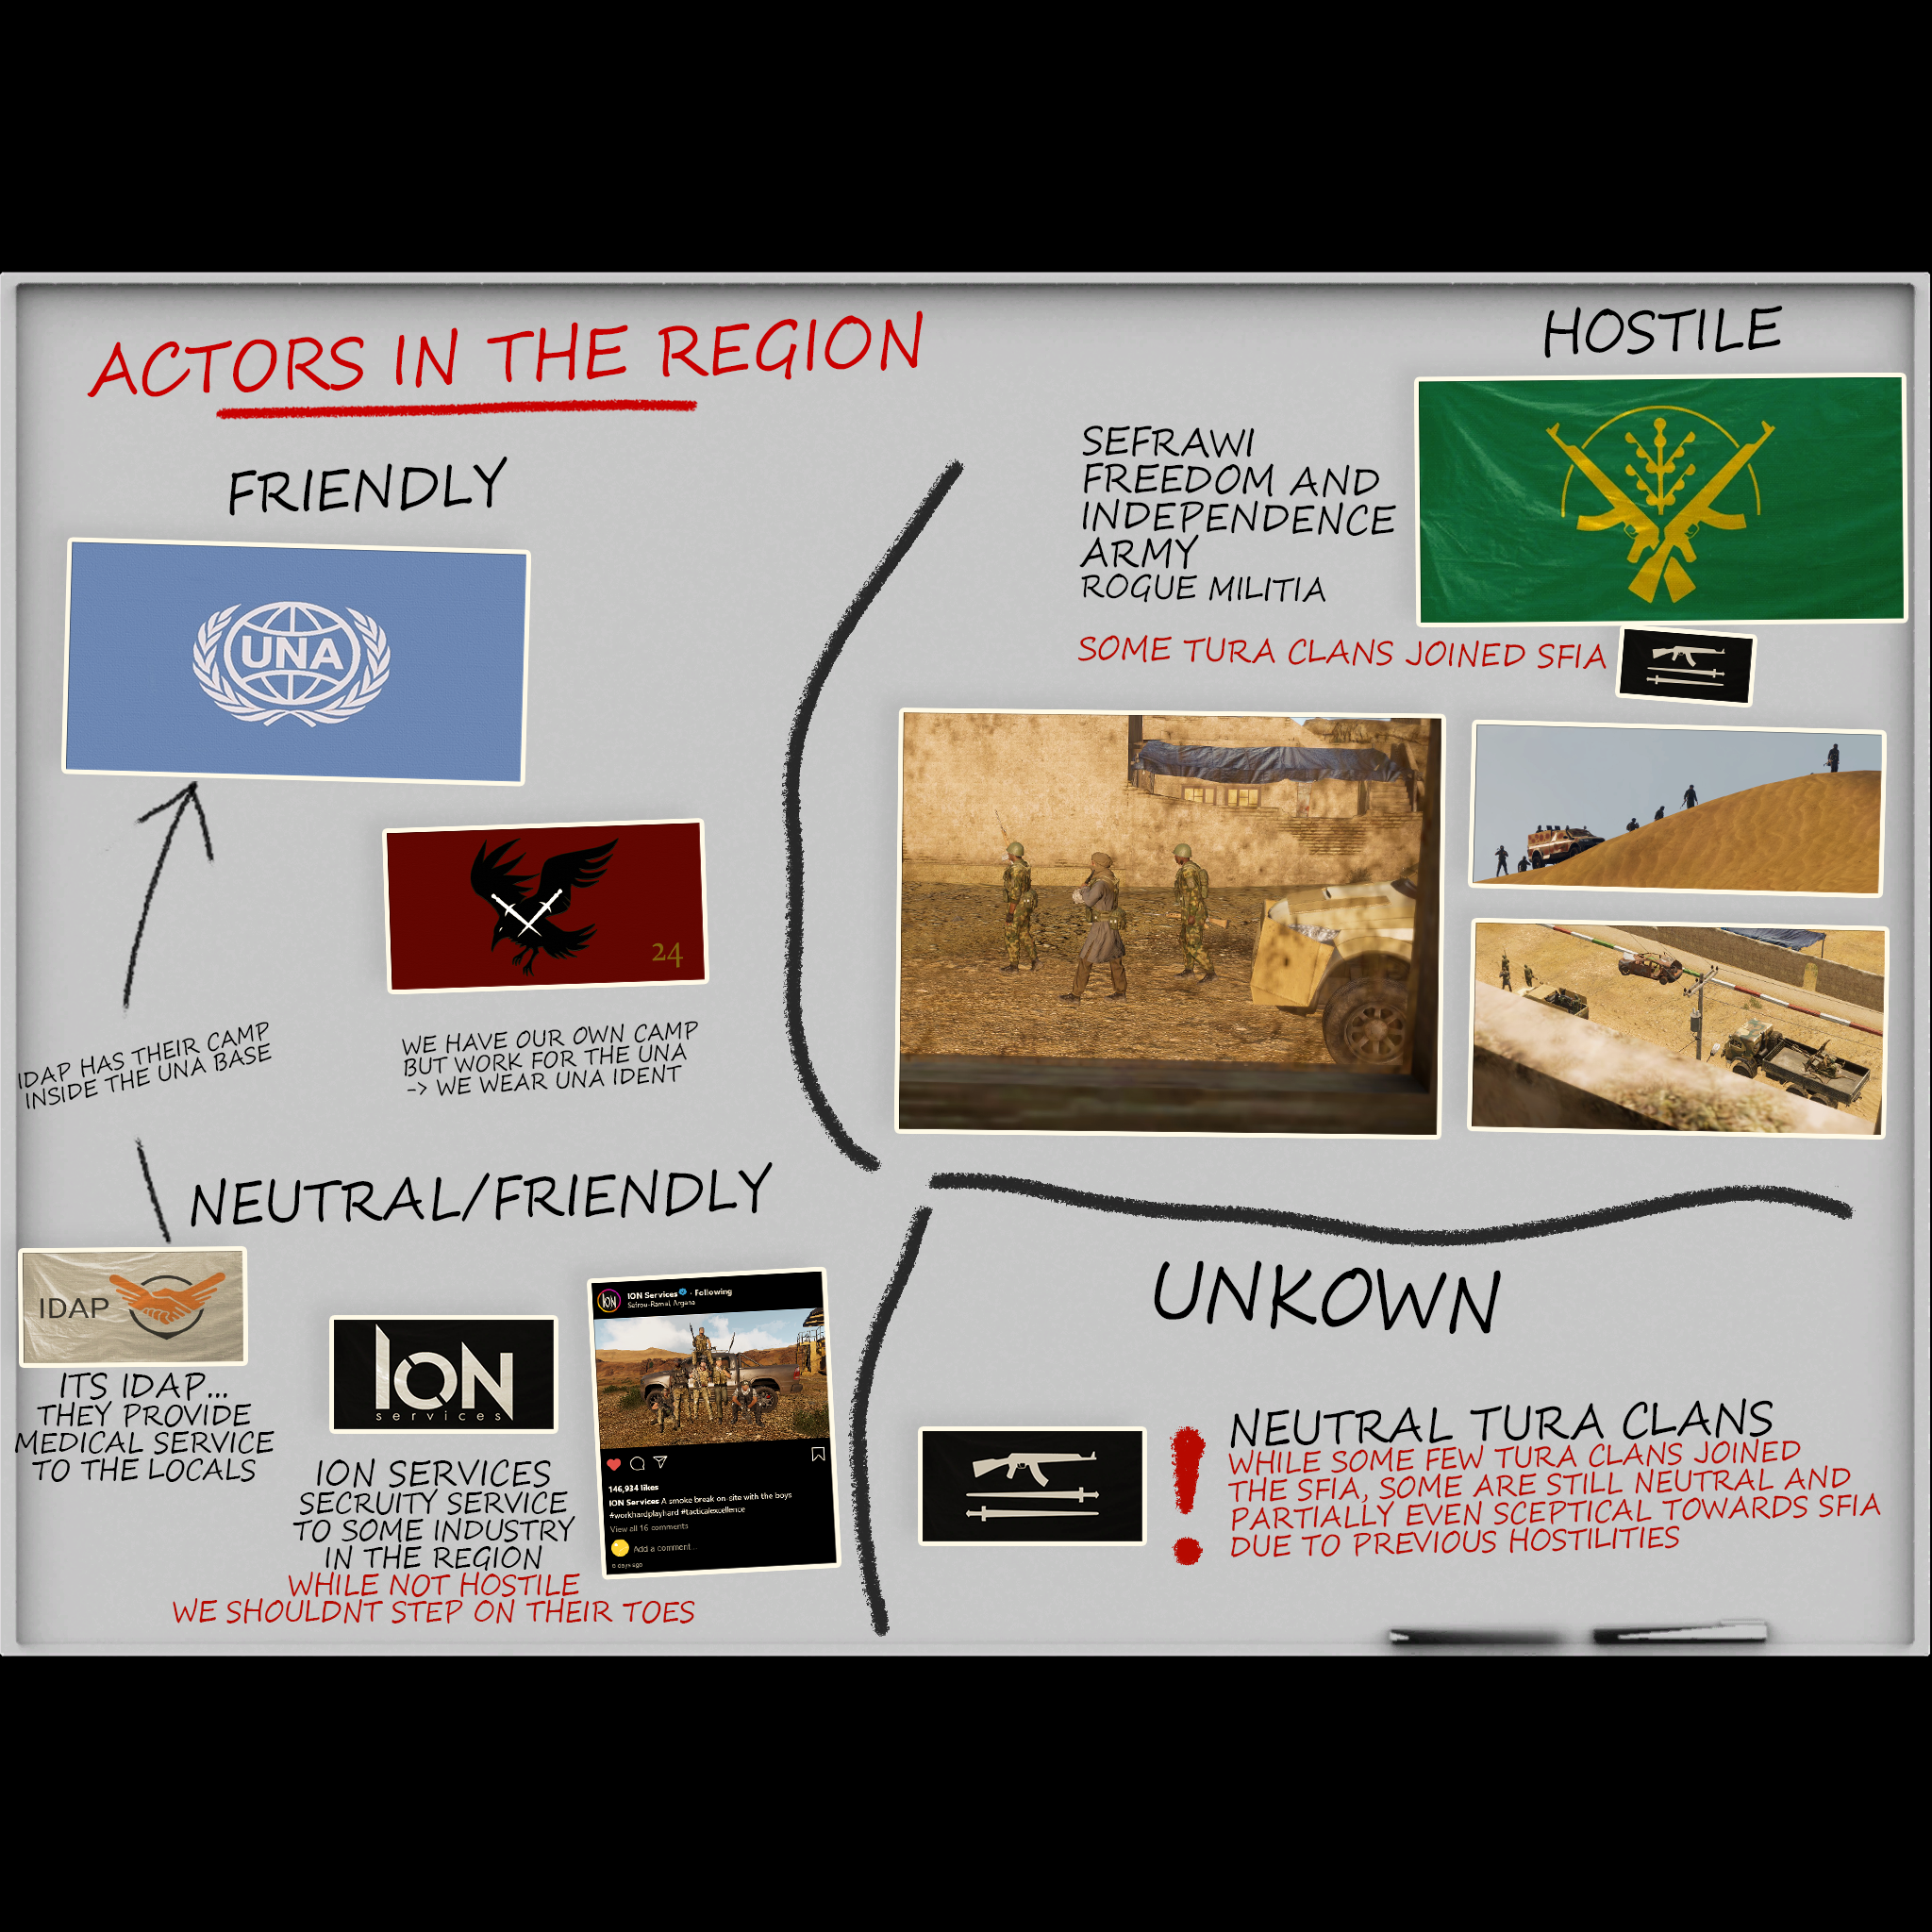 ACTORS IN THE REGION
FRIENDLY
UNA
24
IDAP HAS THEIR CAMP
INSIDE THE UNA BASE
WE HAVE OUR OWN CAMP
BUT WORK FOR THE UNA
-> WE WEAR UNA IDENT
HOSTILE
SEFRAWI
FREEDOM AND
INDEPENDENCE
ARMY
ROGUE MILITIA
SOME TURA CLANS JOINED SFIA
NEUTRAL/FRIENDLY
IDAP
ITS IDAP...
THEY PROVIDE
MEDICAL SERVICE
TO THE LOCALS
ION
services
ION SERVICES
SECRUITY SERVICE
TO SOME INDUSTRY
IN THE REGION
WHILE NOT HOSTILE
WE SHOULDNT STEP ON THEIR TOES
ION
ION Services • Following
Sefrou-Ramal, Argana
146,934 likes
ION Services A smoke break on-site with the boys
#workhardplayhard #tacticalexcellence
View all 16 comments
Add a comment...
days ago
UNKOWN
NEUTRAL TURA CLANS
WHILE SOME FEW TURA CLANS JOINED
THE SFIA, SOME ARE STILL NEUTRAL AND
PARTIALLY EVEN SCEPTICAL TOWARDS SFIA
DUE TO PREVIOUS HOSTILITIES